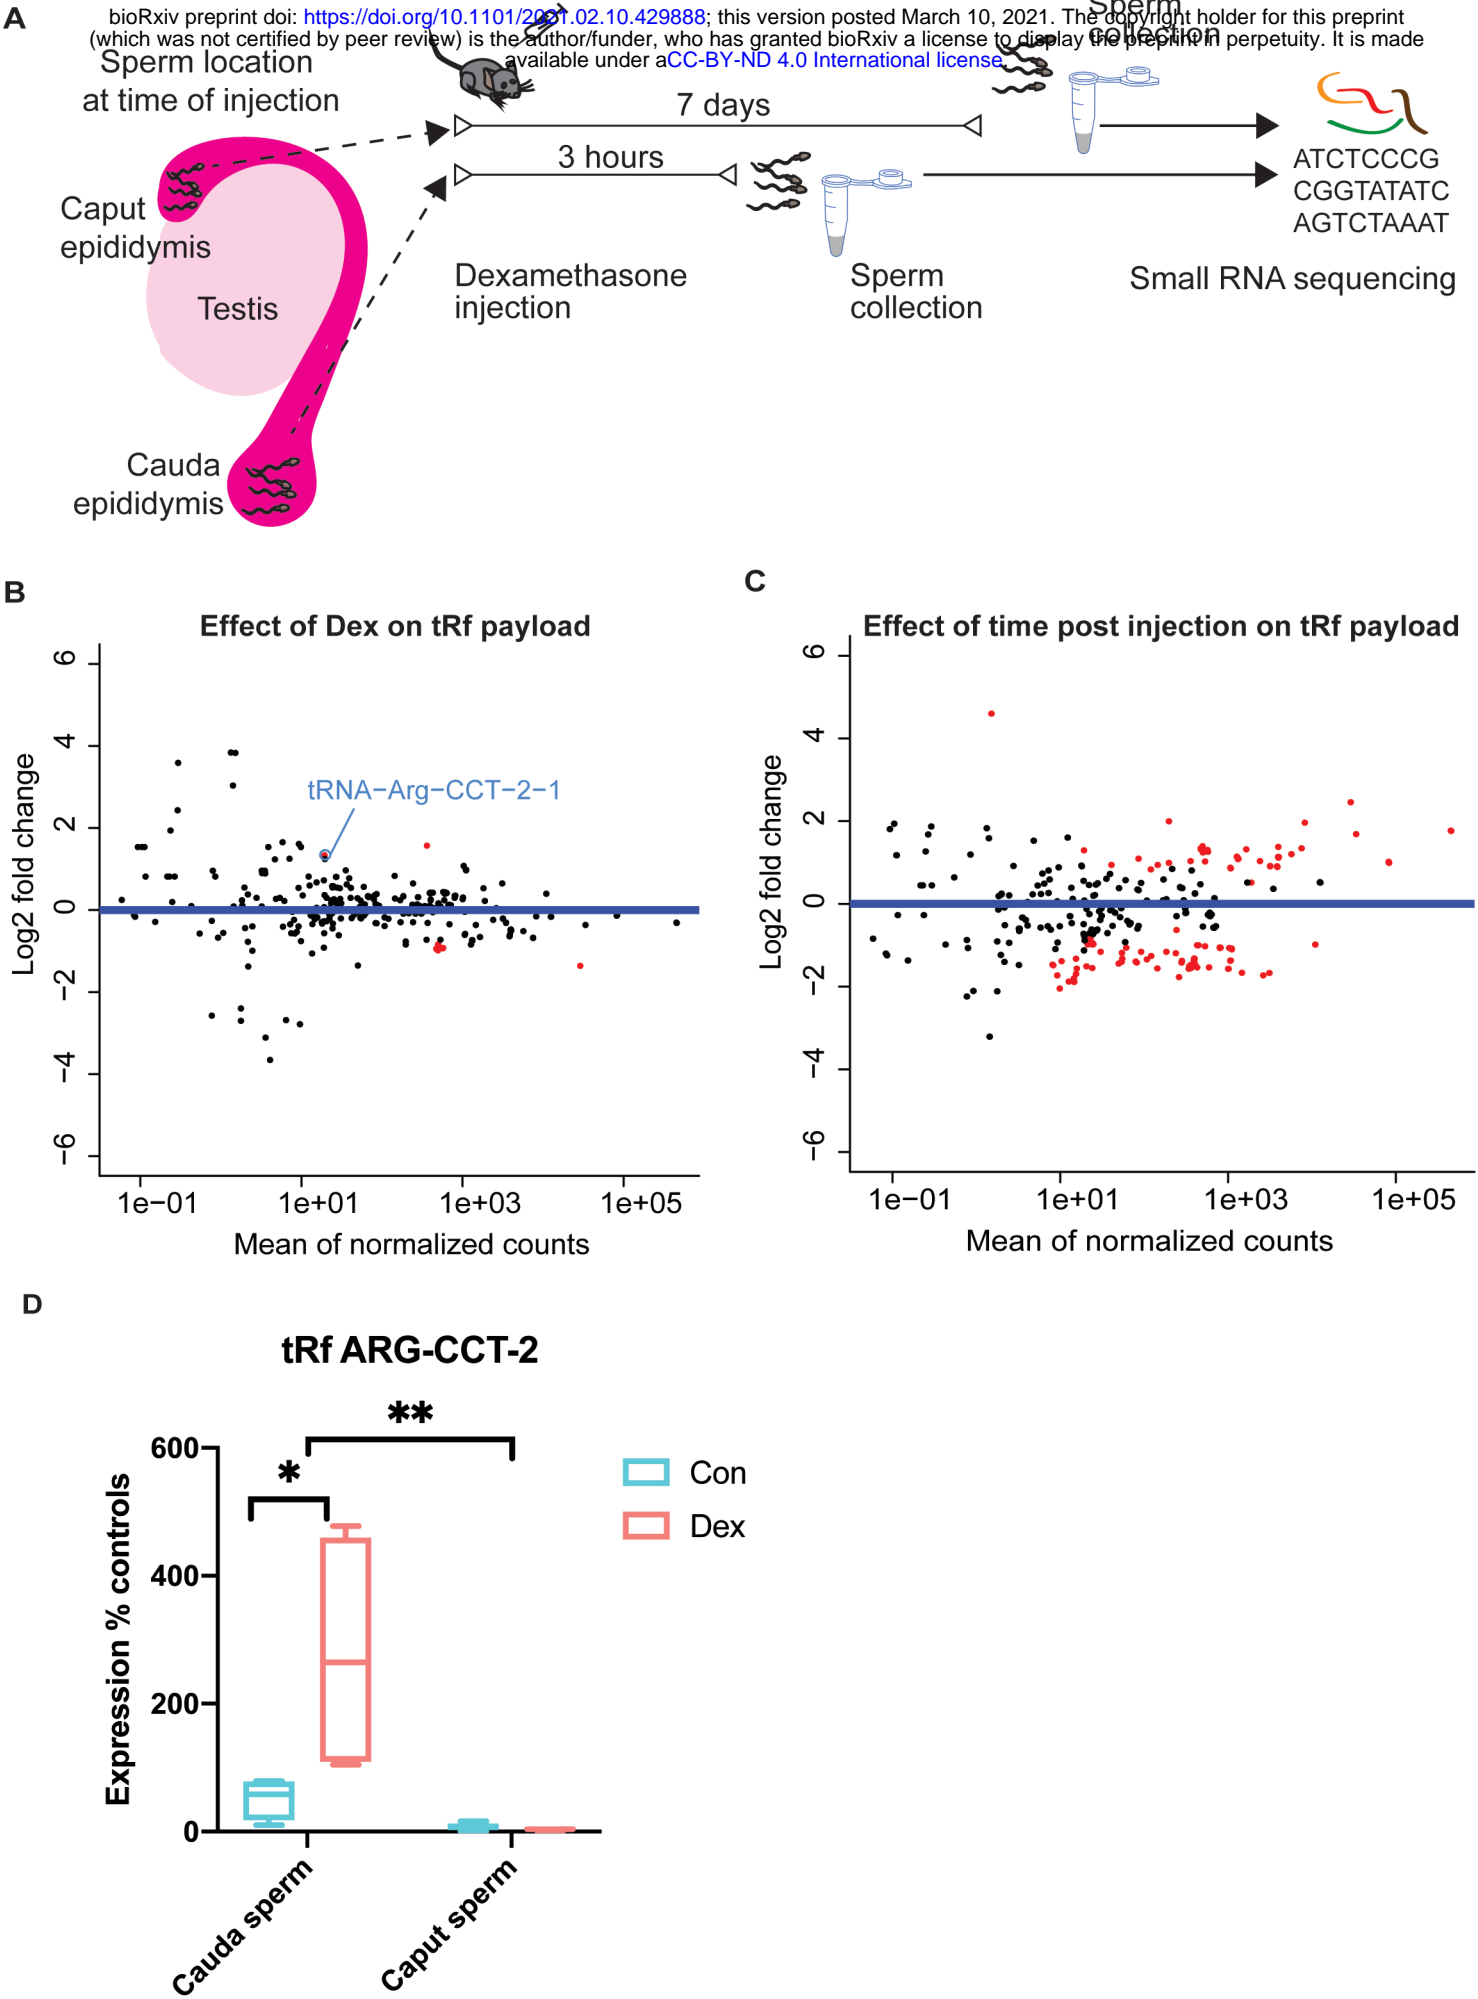 A
bioRxiv preprint doi: https://doi.org/10.1101/2021.02.10.429888; this version posted March 10, 2021. The copyright holder for this preprint
(which was not certified by peer review) is the author/funder, who has granted bioRxiv a license to display the preprint in perpetuity. It is made
available under aCC-BY-ND 4.0 International license.
Sperm
collection
Sperm location
at time of injection
7 days
3 hours
Caput
epididymis
Testis
Cauda
epididymis
Dexamethasone
injection
Sperm
collection
ATCTCCCG
CGGTATATC
AGTCTAAAT
Small RNA sequencing
B
Effect of Dex on tRf payload
Log2 fold change
6
4
2
0
−2
−4
−6
tRNA−Arg−CCT−2−1
1e−01
1e+01
1e+03
1e+05
Mean of normalized counts
C
Effect of time post injection on tRf payload
Log2 fold change
6
4
2
0
−2
−4
−6
1e−01
1e+01
1e+03
1e+05
Mean of normalized counts
D
tRf ARG-CCT-2
Expression % controls
600
400
200
0
*
**
Con
Dex
Cauda sperm
Caput sperm